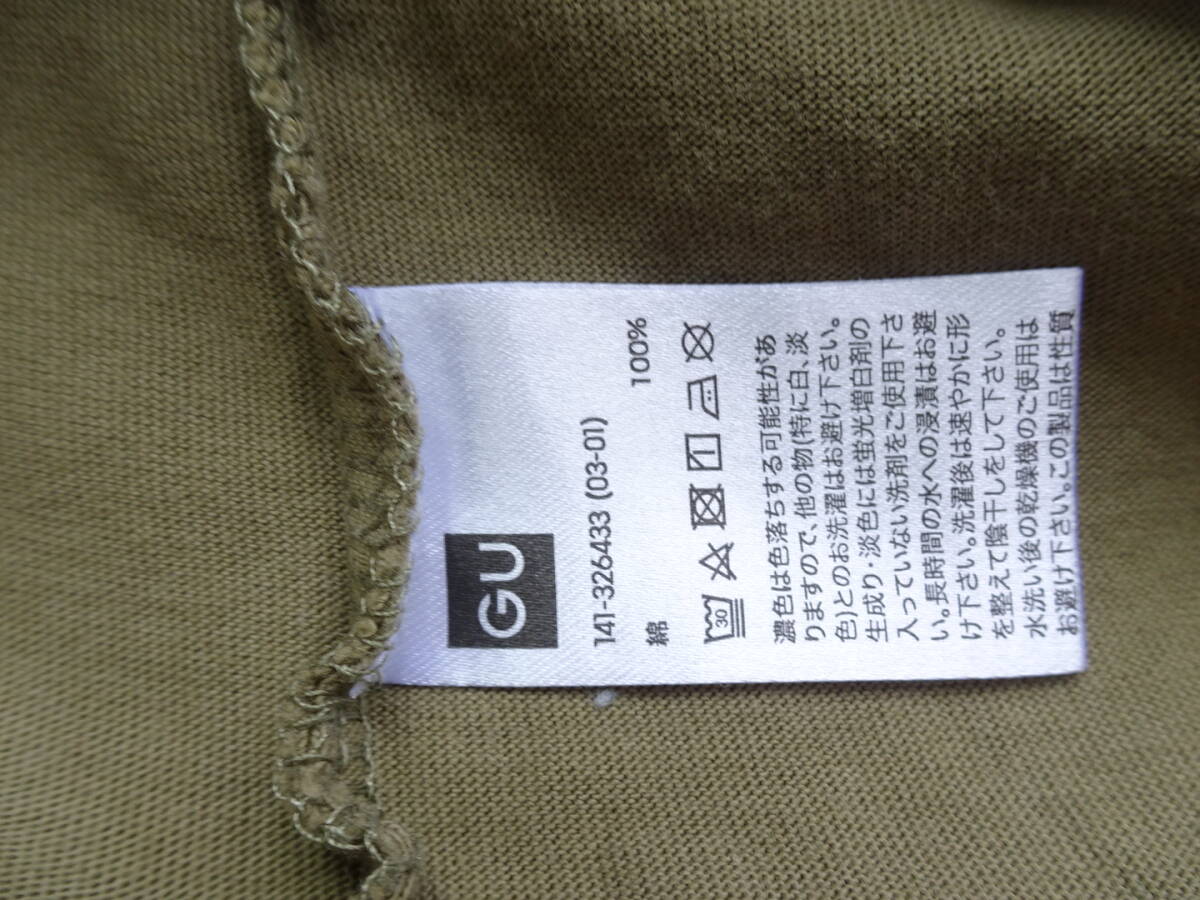 GU
141-326433 (03-01)
綿 100%
30
濃色は色落ちする可能性があ
りますので、他の物(特に白、淡
色)とのお洗濯はお避け下さい。
生成り・淡色には蛍光増白剤の
入っていない洗剤をご使用下さ
い。長時間の水への浸漬はお避
け下さい。洗濯後は速やかに形
を整えて陰干しをして下さい。
水洗い後の乾燥機のご使用は
お避け下さい。この製品は性質